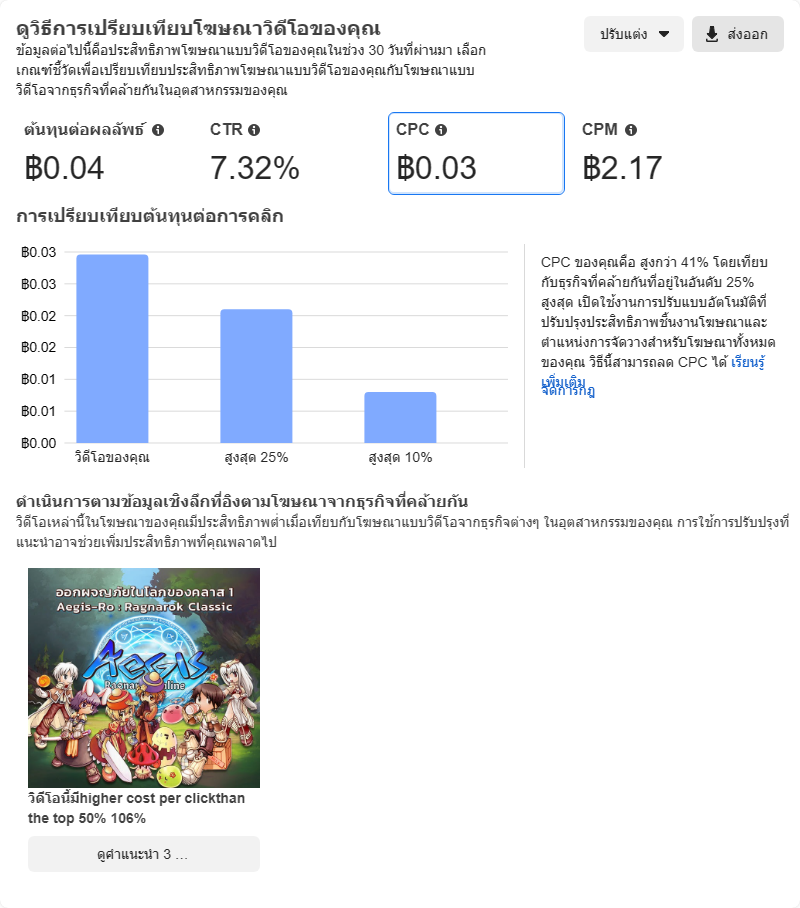 ดูวิธีการเปรียบเทียบโฆษณาวิดีโอของคุณ
ข้อมูลต่อไปนี้คือประสิทธิภาพโฆษณาแบบวิดีโอของคุณในช่วง 30 วันที่ผ่านมา เลือก
เกณฑ์ชี้วัดเพื่อเปรียบเทียบประสิทธิภาพโฆษณาแบบวิดีโอของคุณกับโฆษณาแบบ
วิดีโอจากธุรกิจที่คล้ายกันในอุตสาหกรรมของคุณ
ปรับแต่ง
ส่งออก
ต้นทุนต่อผลลัพธ์
฿0.04
CTR
7.32%
CPC
฿0.03
CPM
฿2.17
การเปรียบเทียบต้นทุนต่อการคลิก
฿0.03
฿0.03
฿0.02
฿0.02
฿0.01
฿0.01
฿0.00
วิดีโอของคุณ
สูงสุด 25%
สูงสุด 10%
CPC ของคุณคือ สูงกว่า 41% โดยเทียบ
กับธุรกิจที่คล้ายกันที่อยู่ในอันดับ 25%
สูงสุด เปิดใช้งานการปรับแบบอัตโนมัติที่
ปรับปรุงประสิทธิภาพชิ้นงานโฆษณาและ
ตำแหน่งการจัดวางสำหรับโฆษณาทั้งหมด
ของคุณ วิธีนี้สามารถลด CPC ได้ เรียนรู้
เพิ่มเติม
จัดการกฎ
ดำเนินการตามข้อมูลเชิงลึกที่อิงตามโฆษณาจากธุรกิจที่คล้ายกัน
วิดีโอเหล่านี้ในโฆษณาของคุณมีประสิทธิภาพต่ำเมื่อเทียบกับโฆษณาแบบวิดีโอจากธุรกิจต่างๆ ในอุตสาหกรรมของคุณ การใช้การปรับปรุงที่
แนะนำอาจช่วยเพิ่มประสิทธิภาพที่คุณพลาดไป
ออกผจญภัยในโลกของคลาส 1
Aegis-Ro : Ragnarok Classic
AEGIS
วิดีโอนี้มีhigher cost per clickthan
the top 50% 106%
ดูคำแนะนำ 3 …